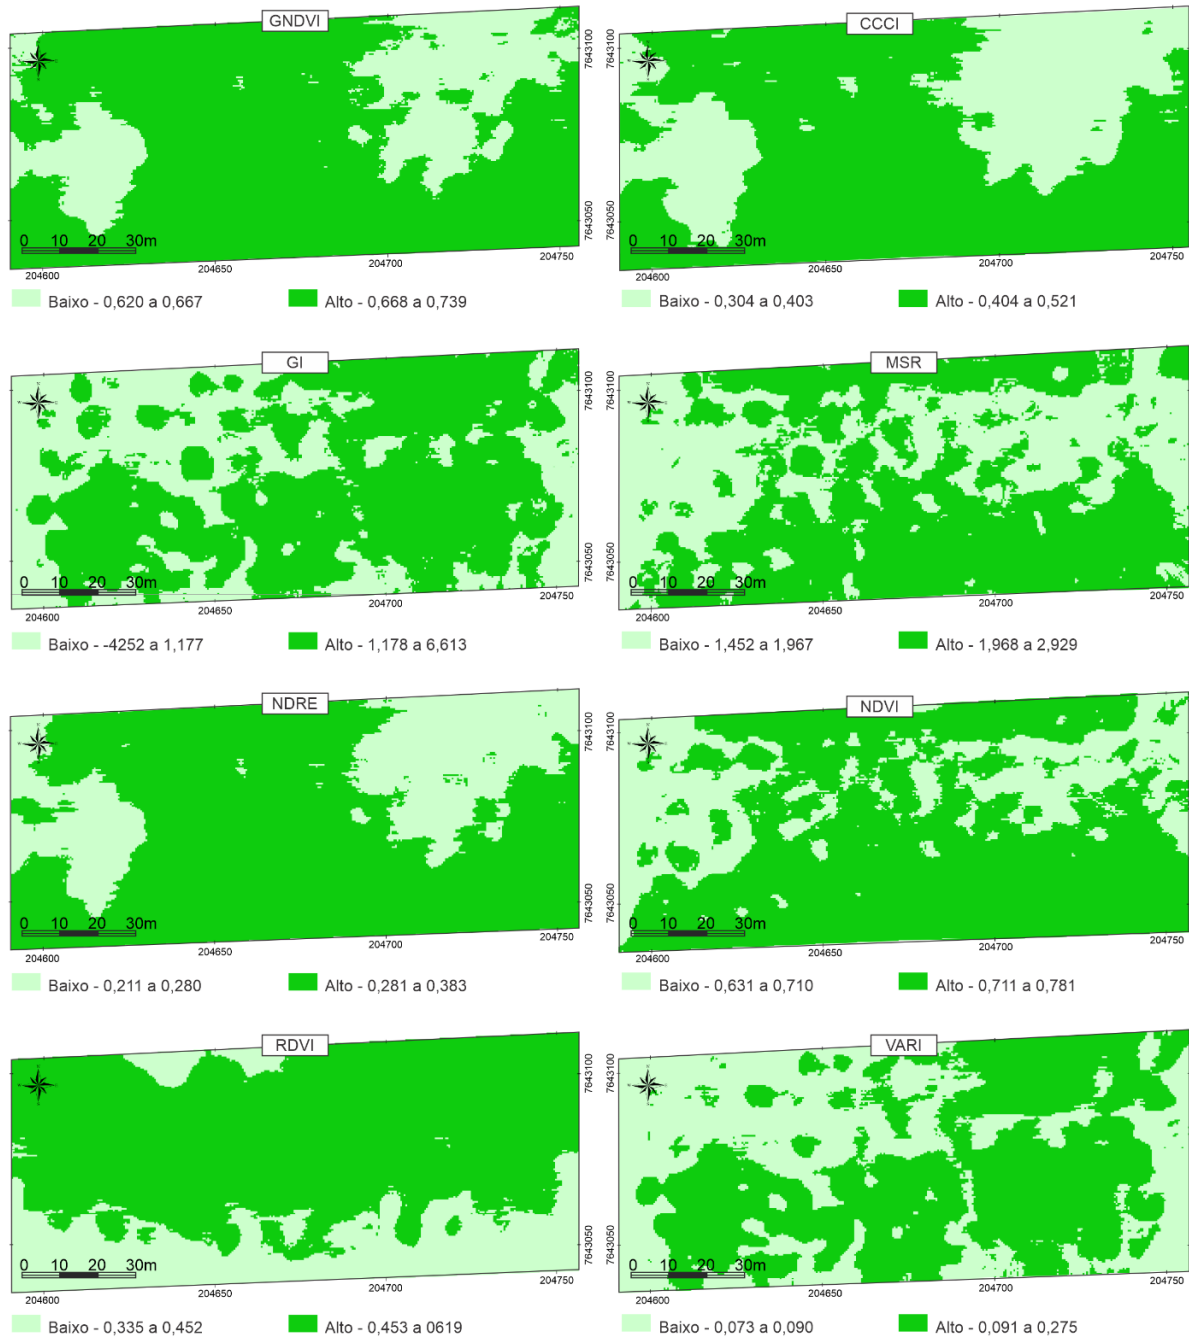 GNDVI
CCCI
7643100
7643050
0 10 20 30m
204600 204650 204700 204750
7643100
7643050
0 10 20 30m
204600 204650 204700 204750
Baixo - 0,620 a 0,667 Alto - 0,668 a 0,739
Baixo - 0,304 a 0,403 Alto - 0,404 a 0,521
GI
MSR
7643100
7643050
0 10 20 30m
204600 204650 204700 204750
7643100
7643050
0 10 20 30m
204600 204650 204700 204750
Baixo - -4252 a 1,177 Alto - 1,178 a 6,613
Baixo - 1,452 a 1,967 Alto - 1,968 a 2,929
NDRE
NDVI
7643100
7643050
0 10 20 30m
204600 204650 204700 204750
7643100
7643050
0 10 20 30m
204600 204650 204700 204750
Baixo - 0,211 a 0,280 Alto - 0,281 a 0,383
Baixo - 0,631 a 0,710 Alto - 0,711 a 0,781
RDVI
VARI
7643100
7643050
0 10 20 30m
204600 204650 204700 204750
7643100
7643050
0 10 20 30m
204600 204650 204700 204750
Baixo - 0,335 a 0,452 Alto - 0,453 a 0619
Baixo - 0,073 a 0,090 Alto - 0,091 a 0,275